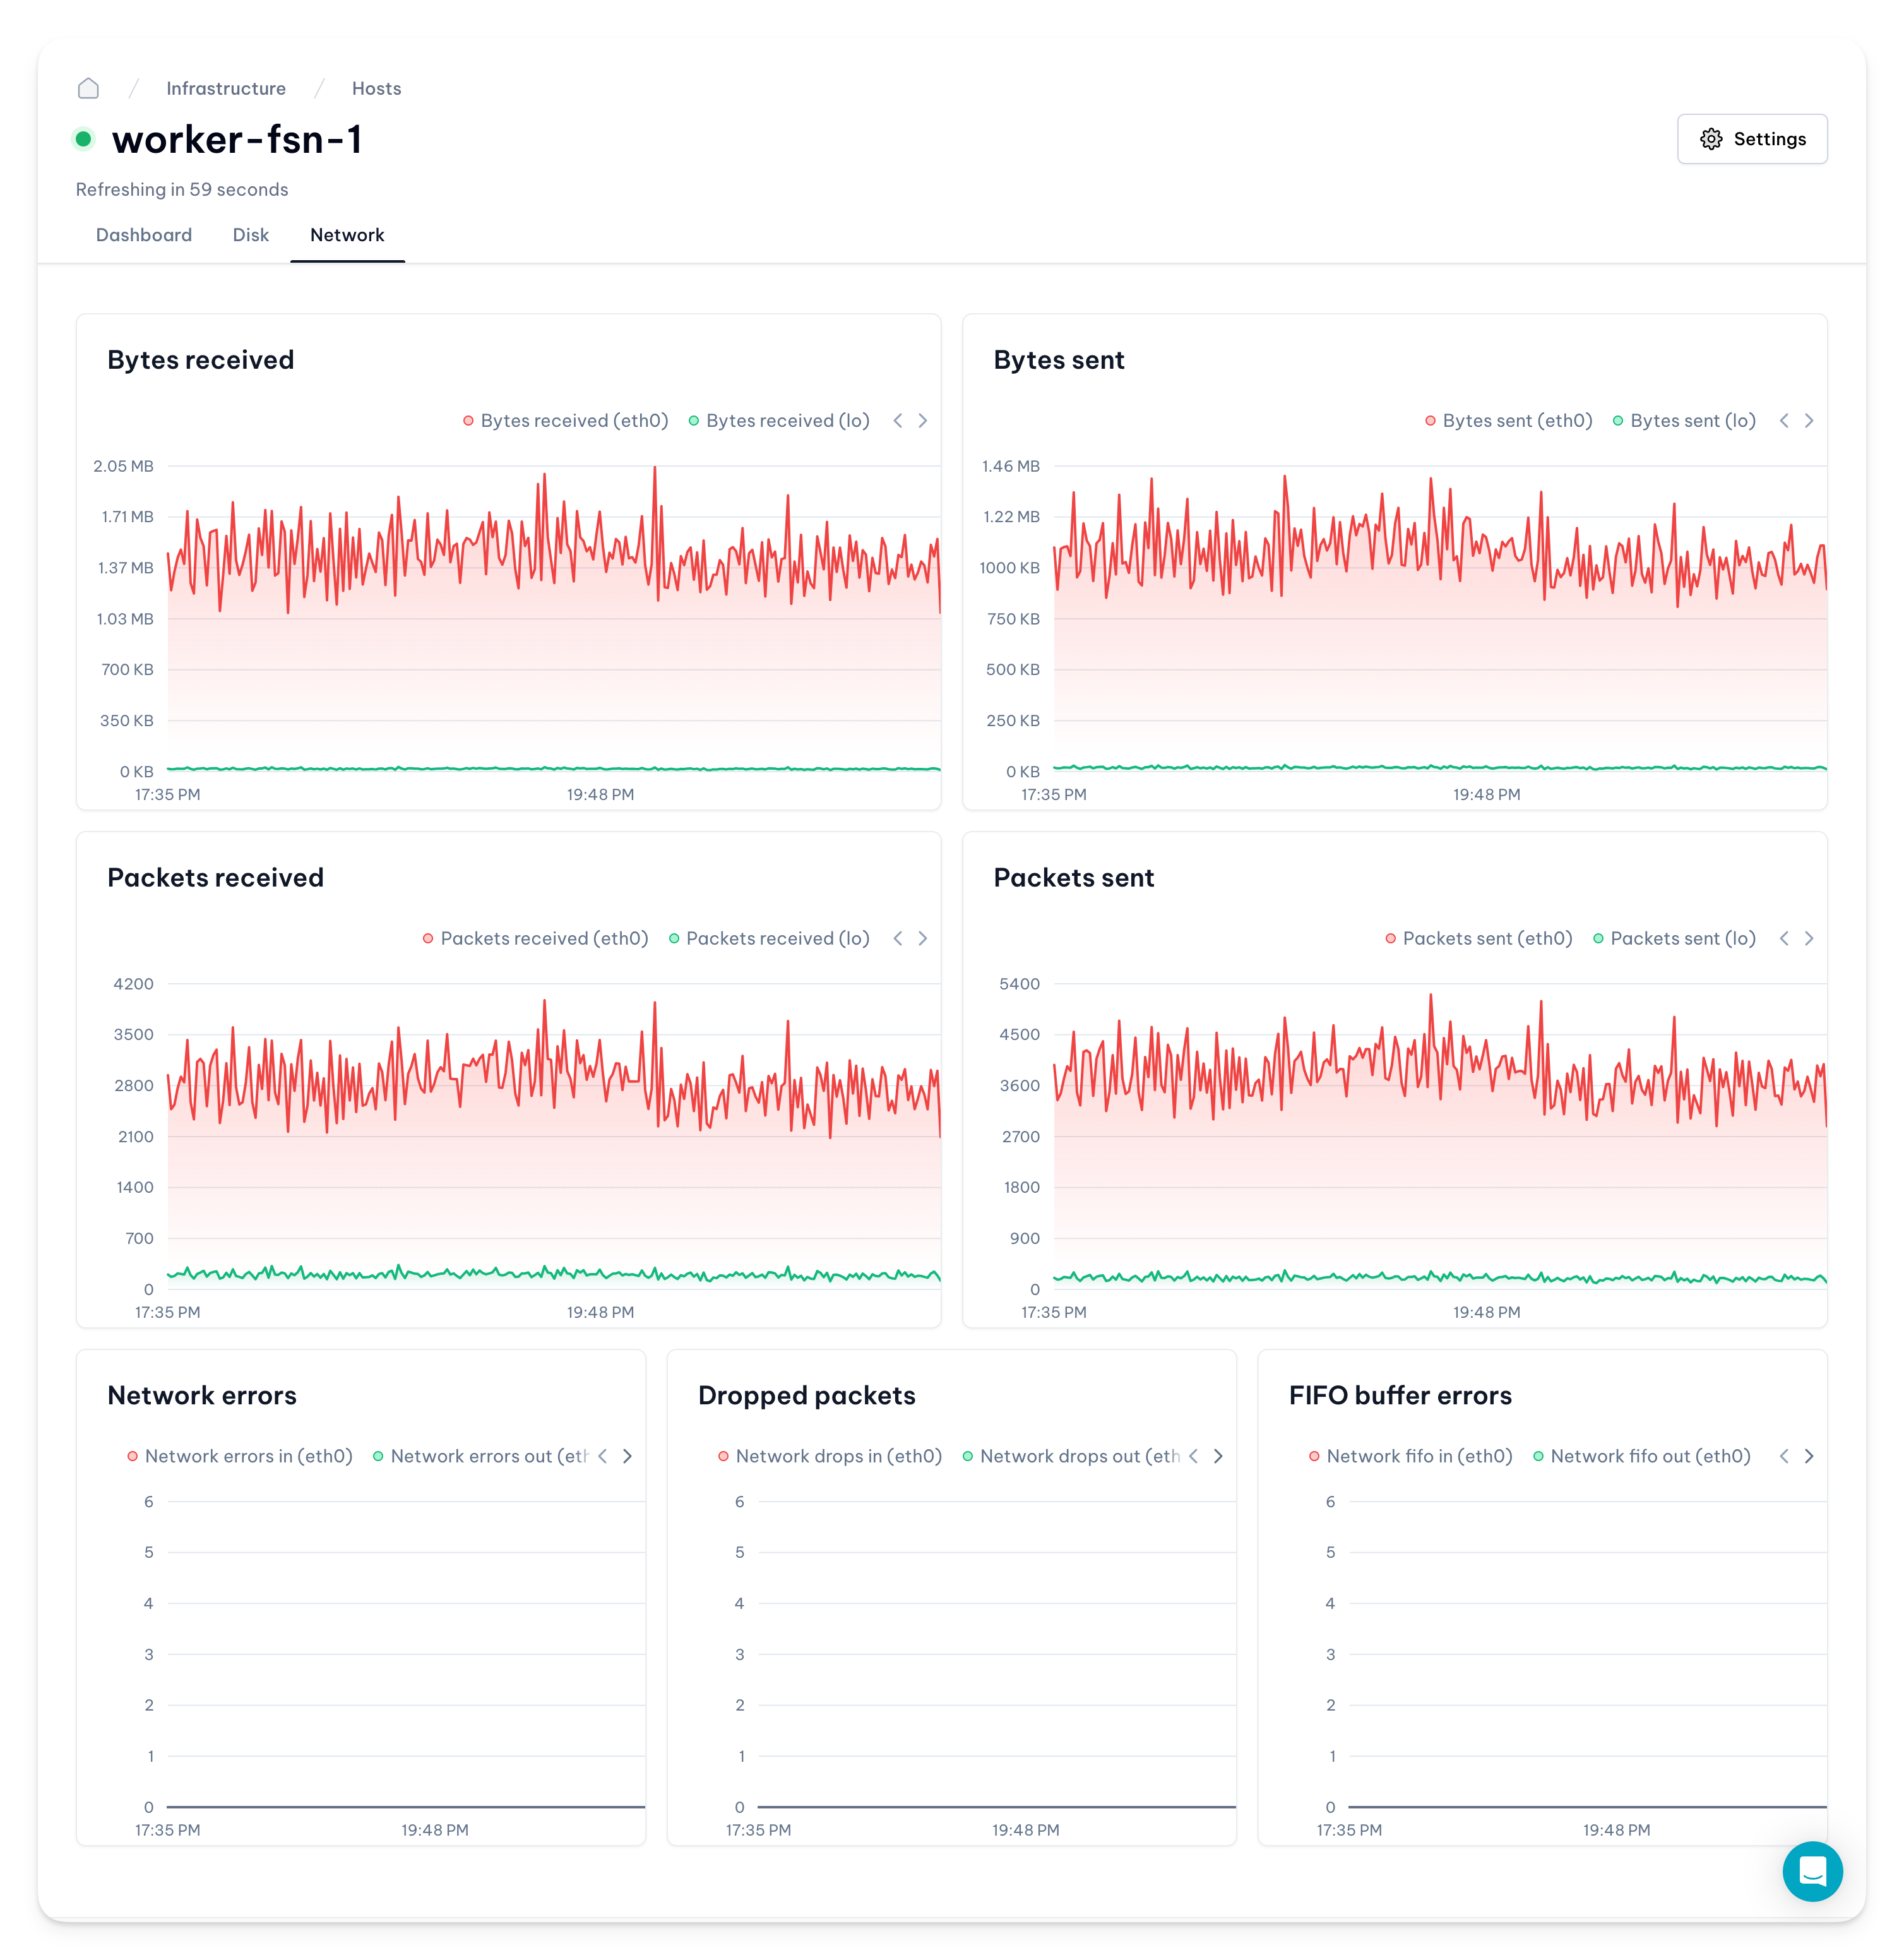 Infrastructure / Hosts
worker-fsn-1
Settings
Refreshing in 59 seconds
Dashboard Disk Network
Bytes received
Bytes received (eth0) Bytes received (lo)
2.05 MB
1.71 MB
1.37 MB
1.03 MB
700 KB
350 KB
0 KB
17:35 PM 19:48 PM
Bytes sent
Bytes sent (eth0) Bytes sent (lo)
1.46 MB
1.22 MB
1000 KB
750 KB
500 KB
250 KB
0 KB
17:35 PM 19:48 PM
Packets received
Packets received (eth0) Packets received (lo)
4200
3500
2800
2100
1400
700
0
17:35 PM 19:48 PM
Packets sent
Packets sent (eth0) Packets sent (lo)
5400
4500
3600
2700
1800
900
0
17:35 PM 19:48 PM
Network errors
Network errors in (eth0) Network errors out (eth
6
5
4
3
2
1
0
17:35 PM 19:48 PM
Dropped packets
Network drops in (eth0) Network drops out (eth
6
5
4
3
2
1
0
17:35 PM 19:48 PM
FIFO buffer errors
Network fifo in (eth0) Network fifo out (eth0)
6
5
4
3
2
1
0
17:35 PM 19:48 PM